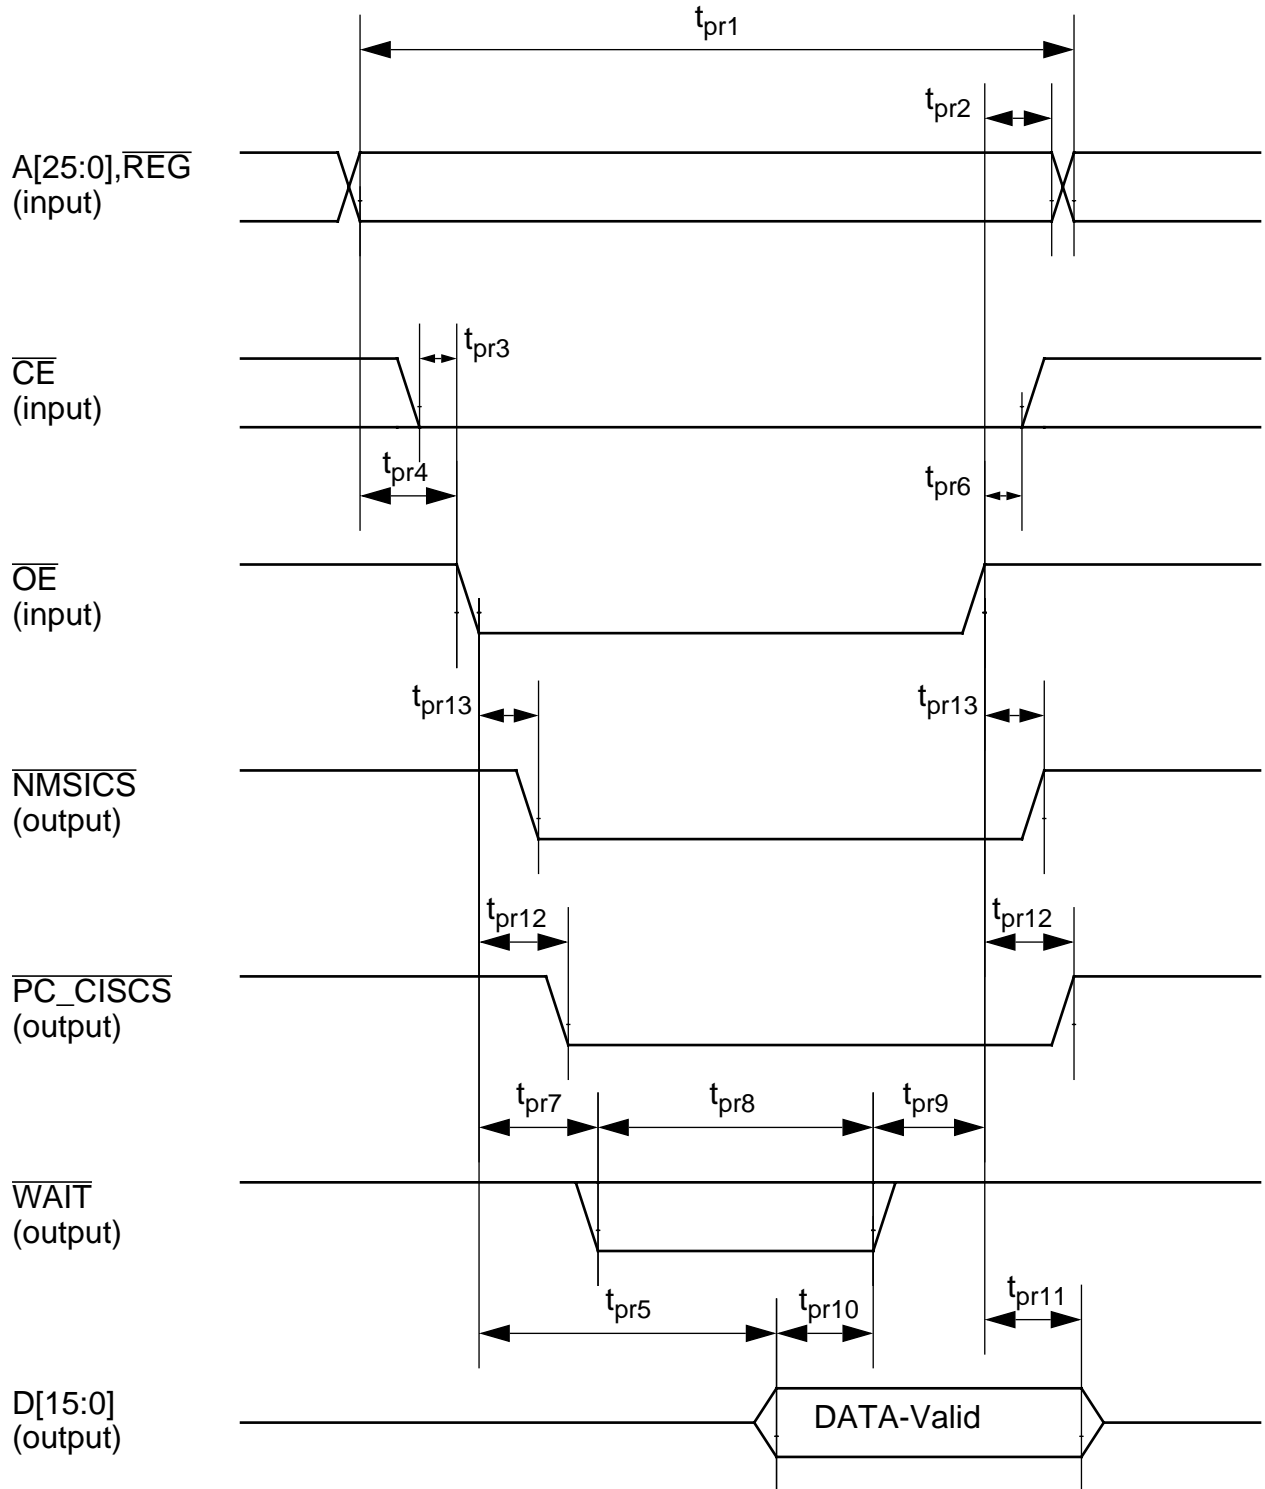 tpr1
tpr2
A[25:0],REG
(input)
tpr3
CE
(input)
tpr4
tpr6
OE
(input)
tpr13 tpr13
NMSICS
(output)
tpr12 tpr12
PC_CISCS
(output)
tpr7 tpr8 tpr9
WAIT
(output)
tpr5 tpr10 tpr11
D[15:0]
(output)
DATA-Valid